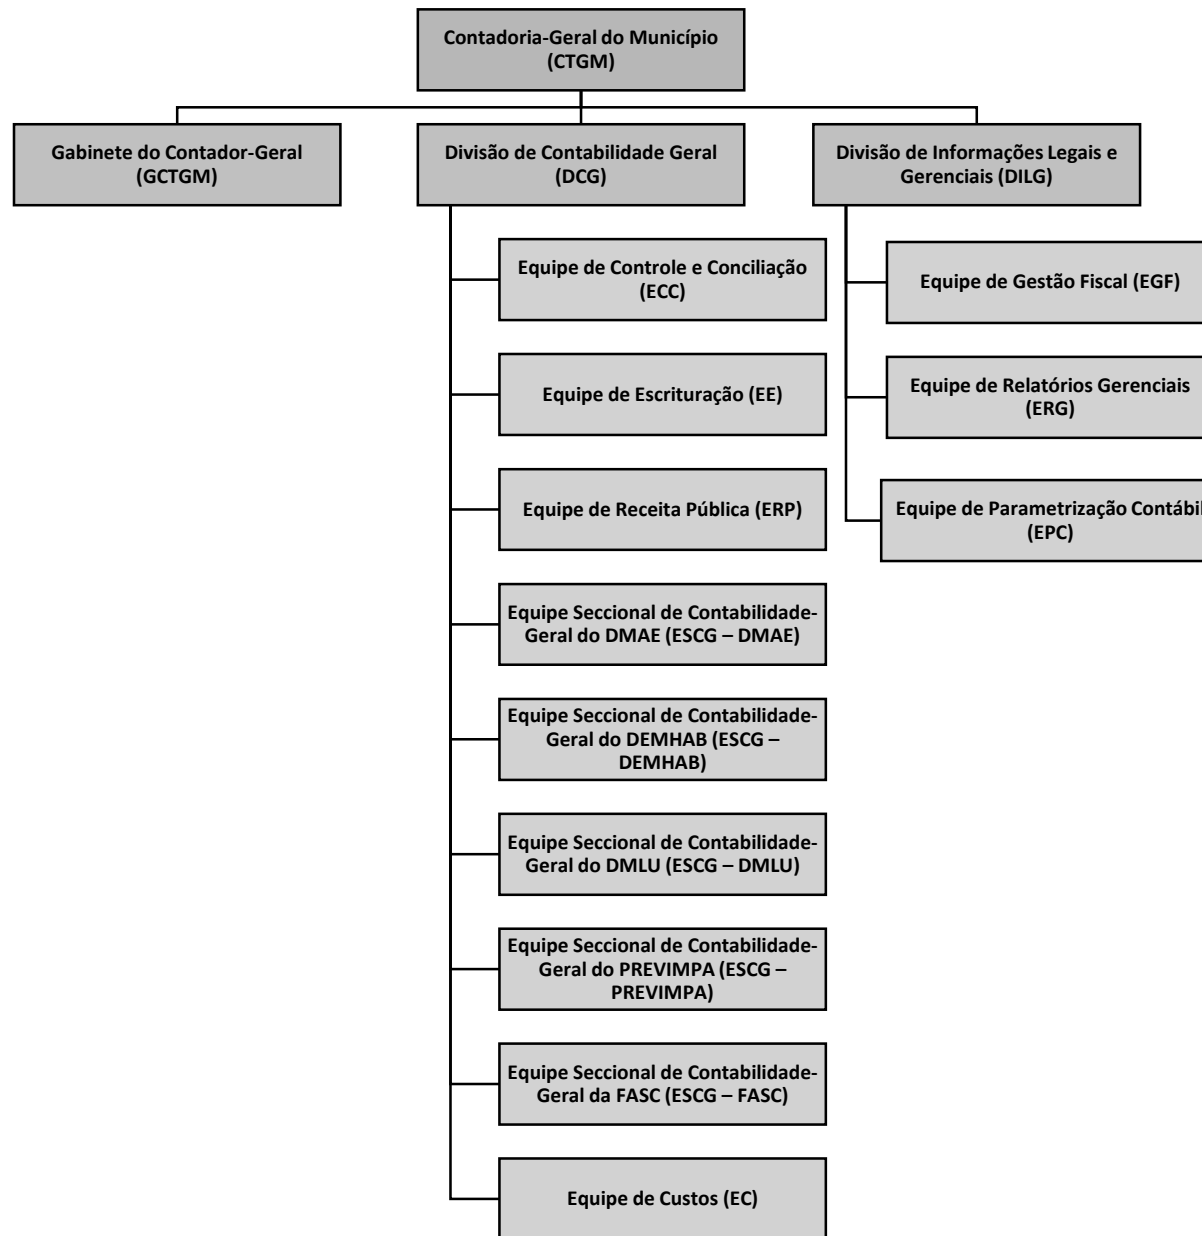 Contadoria-Geral do Município
(CTGM)
Gabinete do Contador-Geral
(GCTGM)
Divisão de Contabilidade Geral
(DCG)
Divisão de Informações Legais e
Gerenciais (DILG)
Equipe de Controle e Conciliação
(ECC)
Equipe de Escrituração (EE)
Equipe de Receita Pública (ERP)
Equipe Seccional de Contabilidade-
Geral do DMAE (ESCG – DMAE)
Equipe Seccional de Contabilidade-
Geral do DEMHAB (ESCG –
DEMHAB)
Equipe Seccional de Contabilidade-
Geral do DMLU (ESCG – DMLU)
Equipe Seccional de Contabilidade-
Geral do PREVIMPA (ESCG –
PREVIMPA)
Equipe Seccional de Contabilidade-
Geral da FASC (ESCG – FASC)
Equipe de Custos (EC)
Equipe de Gestão Fiscal (EGF)
Equipe de Relatórios Gerenciais
(ERG)
Equipe de Parametrização Contábil
(EPC)